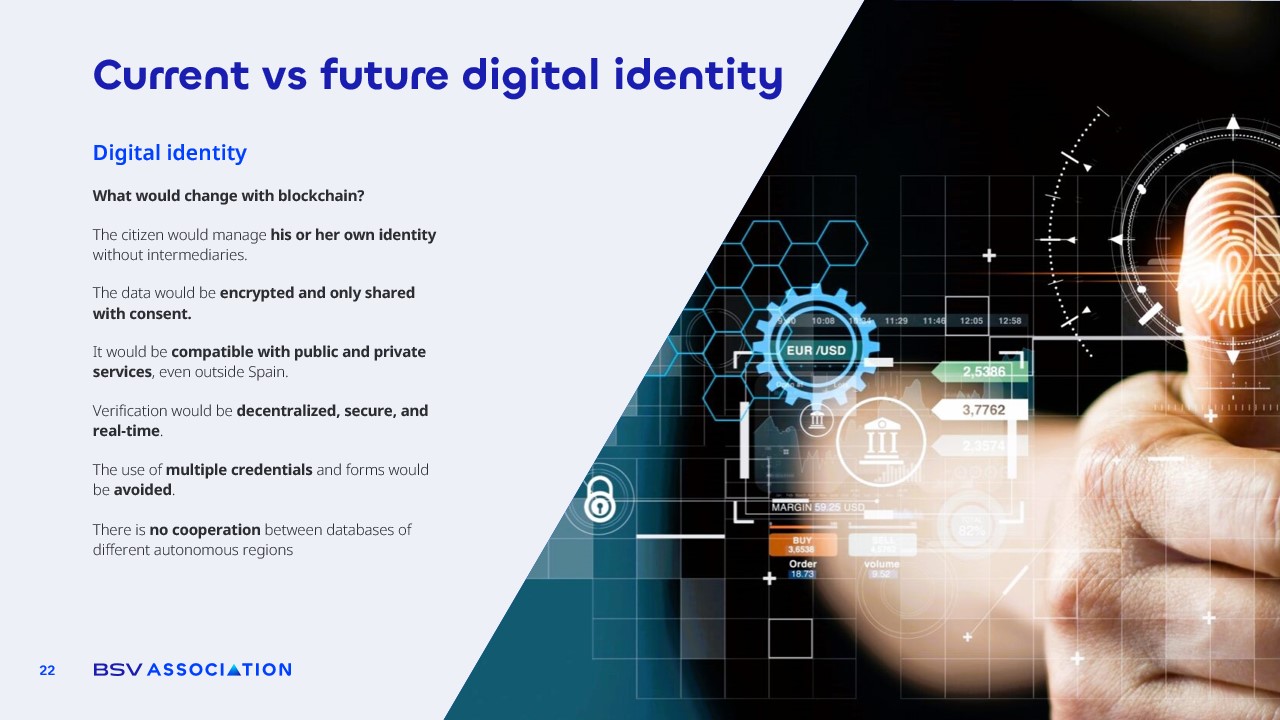 Current vs future digital identity
Digital identity
What would change with blockchain?
The citizen would manage his or her own identity
without intermediaries.
The data would be encrypted and only shared
with consent.
It would be compatible with public and private
services, even outside Spain.
Verification would be decentralized, secure, and
real-time.
The use of multiple credentials and forms would
be avoided.
There is no cooperation between databases of
different autonomous regions
22
BSV ASSOCIATION
10:08
11:29
11:46
12:05
12:58
EUR /USD
2,5386
3,7762
2,3574
MARGIN 59.25 USD
62%
BUY
3,6538
SELL
Order
volume
18.73
9.52